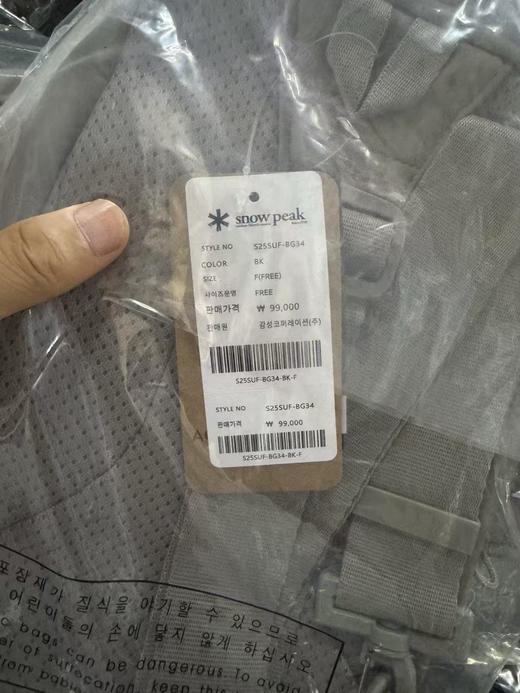 snow peak
STYLE NO S25SUF-BG34
COLOR BK
SIZE F(FREE)
사이즈운영 FREE
판매가격 ₩ 99,000
판매원 감성코퍼레이션(주)
S25SUF-BG34-BK-F
STYLE NO S25SUF-BG34
판매가격 ₩ 99,000
S25SUF-BG34-BK-F
포장재가 질식을 야기할 수 있으므로
어린이들의 손에 닿지 않게 하십시오
bags can be dangerous. To avoid
of suffocation, keep this
from